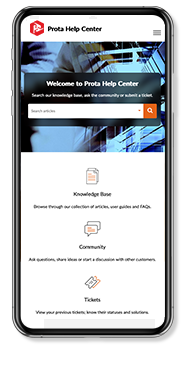 Prota Help Center
Welcome to Prota Help Center
Search our knowledge base, ask the community or submit a ticket.
Search articles
Knowledge Base
Browse through our collection of articles, user guides and FAQs.
Community
Ask questions, share ideas or start a discussion with other customers.
Tickets
View your previous tickets, know their statuses and solutions.